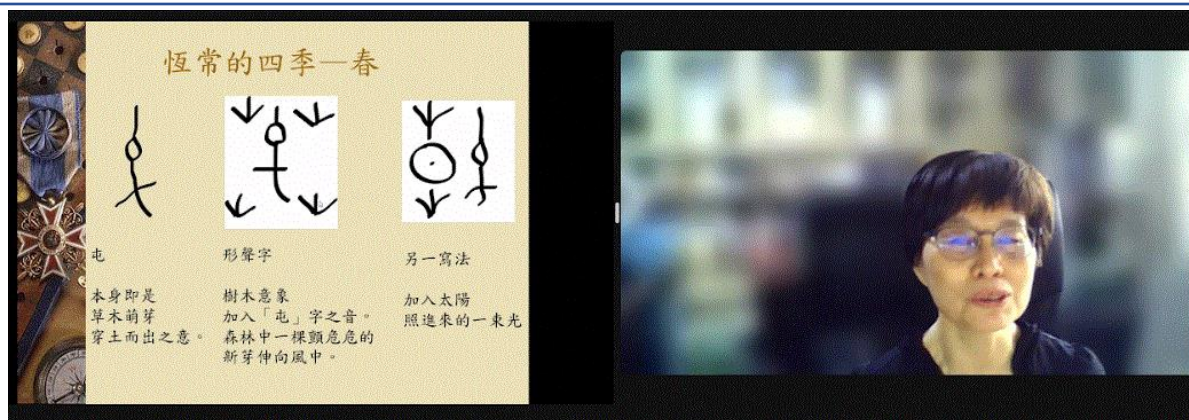 恆常的四季—春
屯
本身即是
草木萌芽
穿土而出之意。
形聲字
樹木意象
加入「屯」字之音。
森林中一棵顫危危的
新芽伸向風中。
另一寫法
加入太陽
照進來的一束光